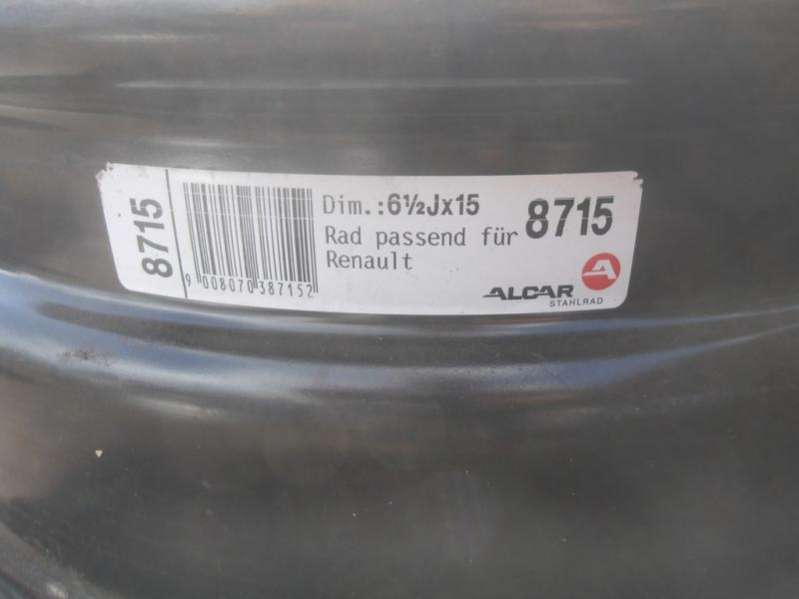 8715
9 008070 387152
Dim.:6½Jx15
Rad passend für
Renault
8715
ALCAR
STAHLRAD